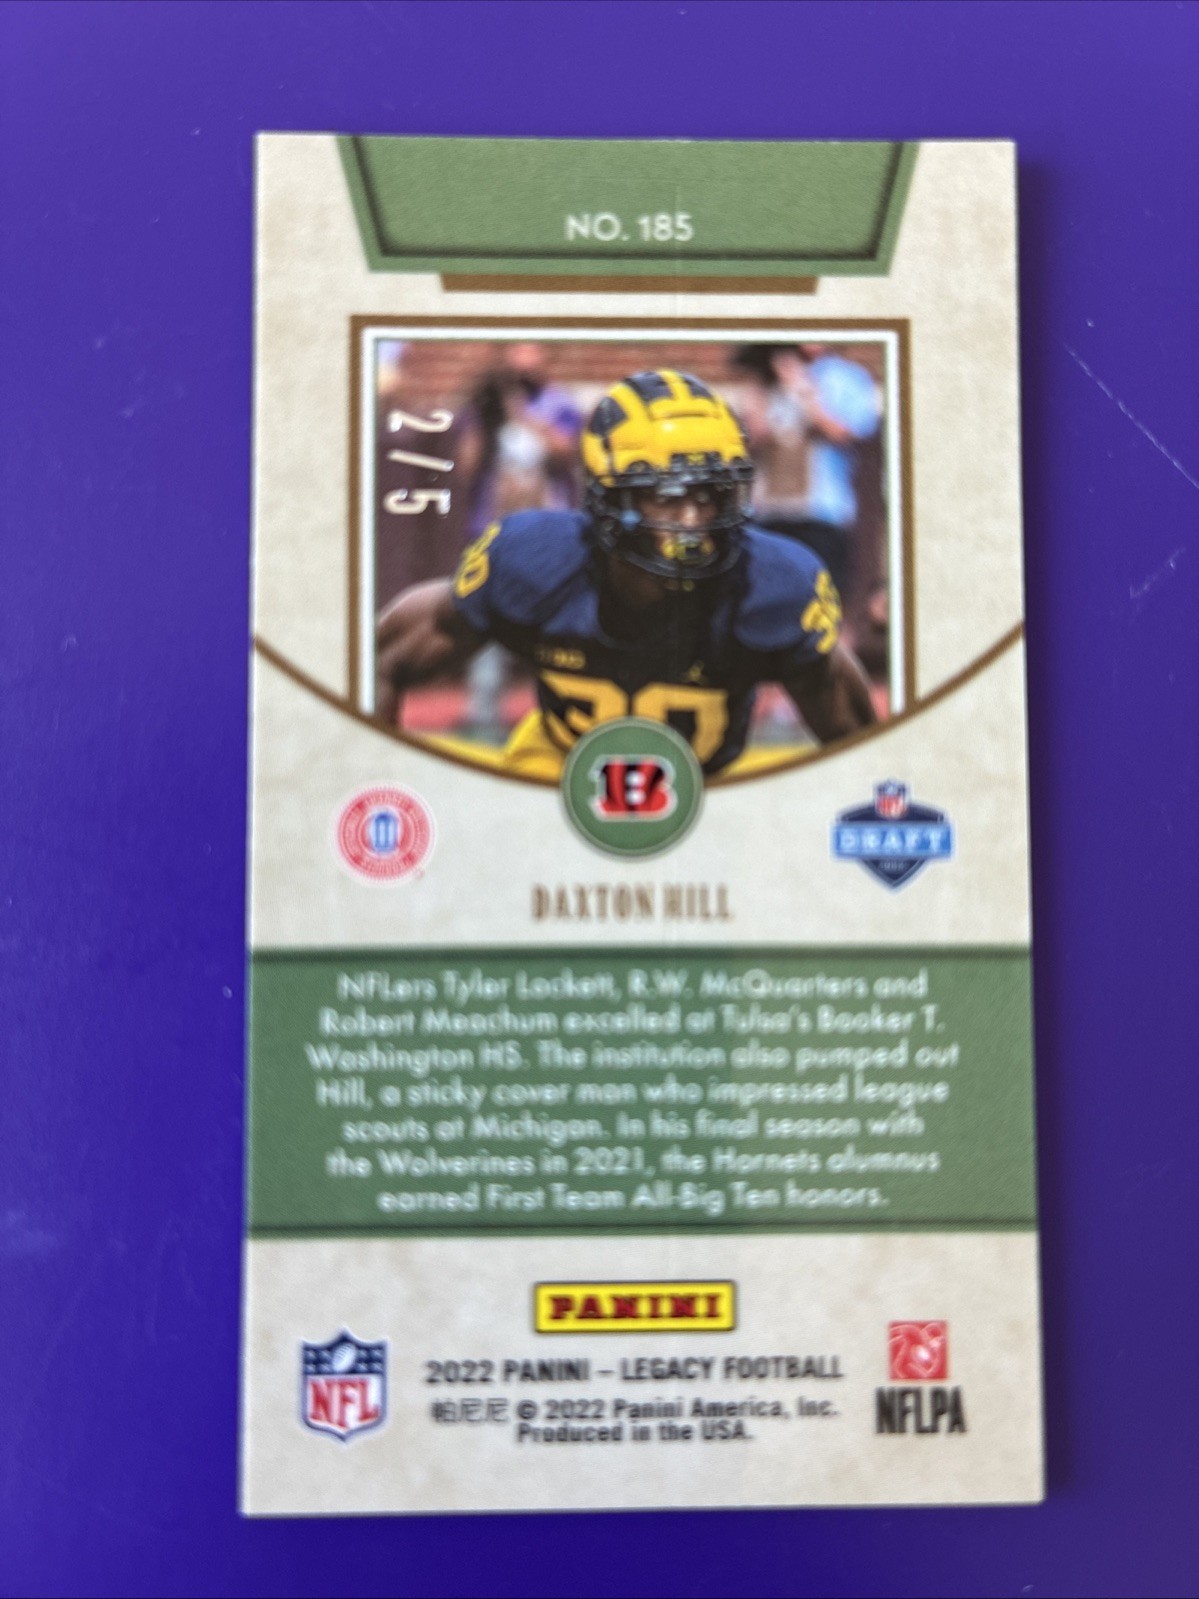 NO. 185
2/5
30
30
30
B
DRAFT
DAXTON HILL
NFLers Tyler Lockett, R.W. McQuarters and
Robert Meachum excelled at Tulsa's Booker T.
Washington HS. The institution also pumped out
Hill, a sticky cover man who impressed league
scouts at Michigan. In his final season with
the Wolverines in 2021, the Hornets alumnus
earned First Team All-Big Ten honors.
PANINI
NFL
2022 PANINI – LEGACY FOOTBALL
帕尼尼 © 2022 Panini America, Inc.
Produced in the USA.
NFLPA